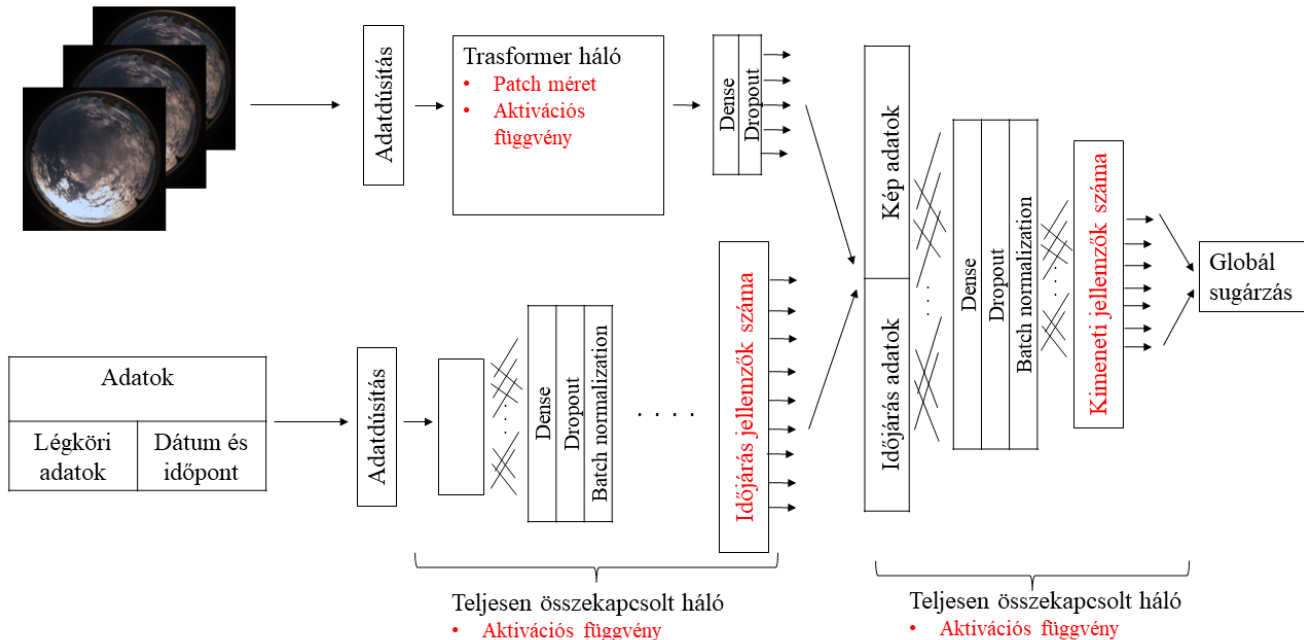 Adatdúsítás
Trasformer háló
• Patch méret
• Aktivációs
függvény
Dense
Dropout
Kép adatok
Időjárás adatok
Dense
Dropout
Batch normalization
Kimeneti jellemzők száma
Globál
sugárzás
Adatok
Légköri
adatok
Dátum és
időpont
Adatdúsítás
Dense
Dropout
Batch normalization
Időjárás jellemzők száma
Teljesen összekapcsolt háló
• Aktivációs függvény
Teljesen összekapcsolt háló
• Aktivációs függvény